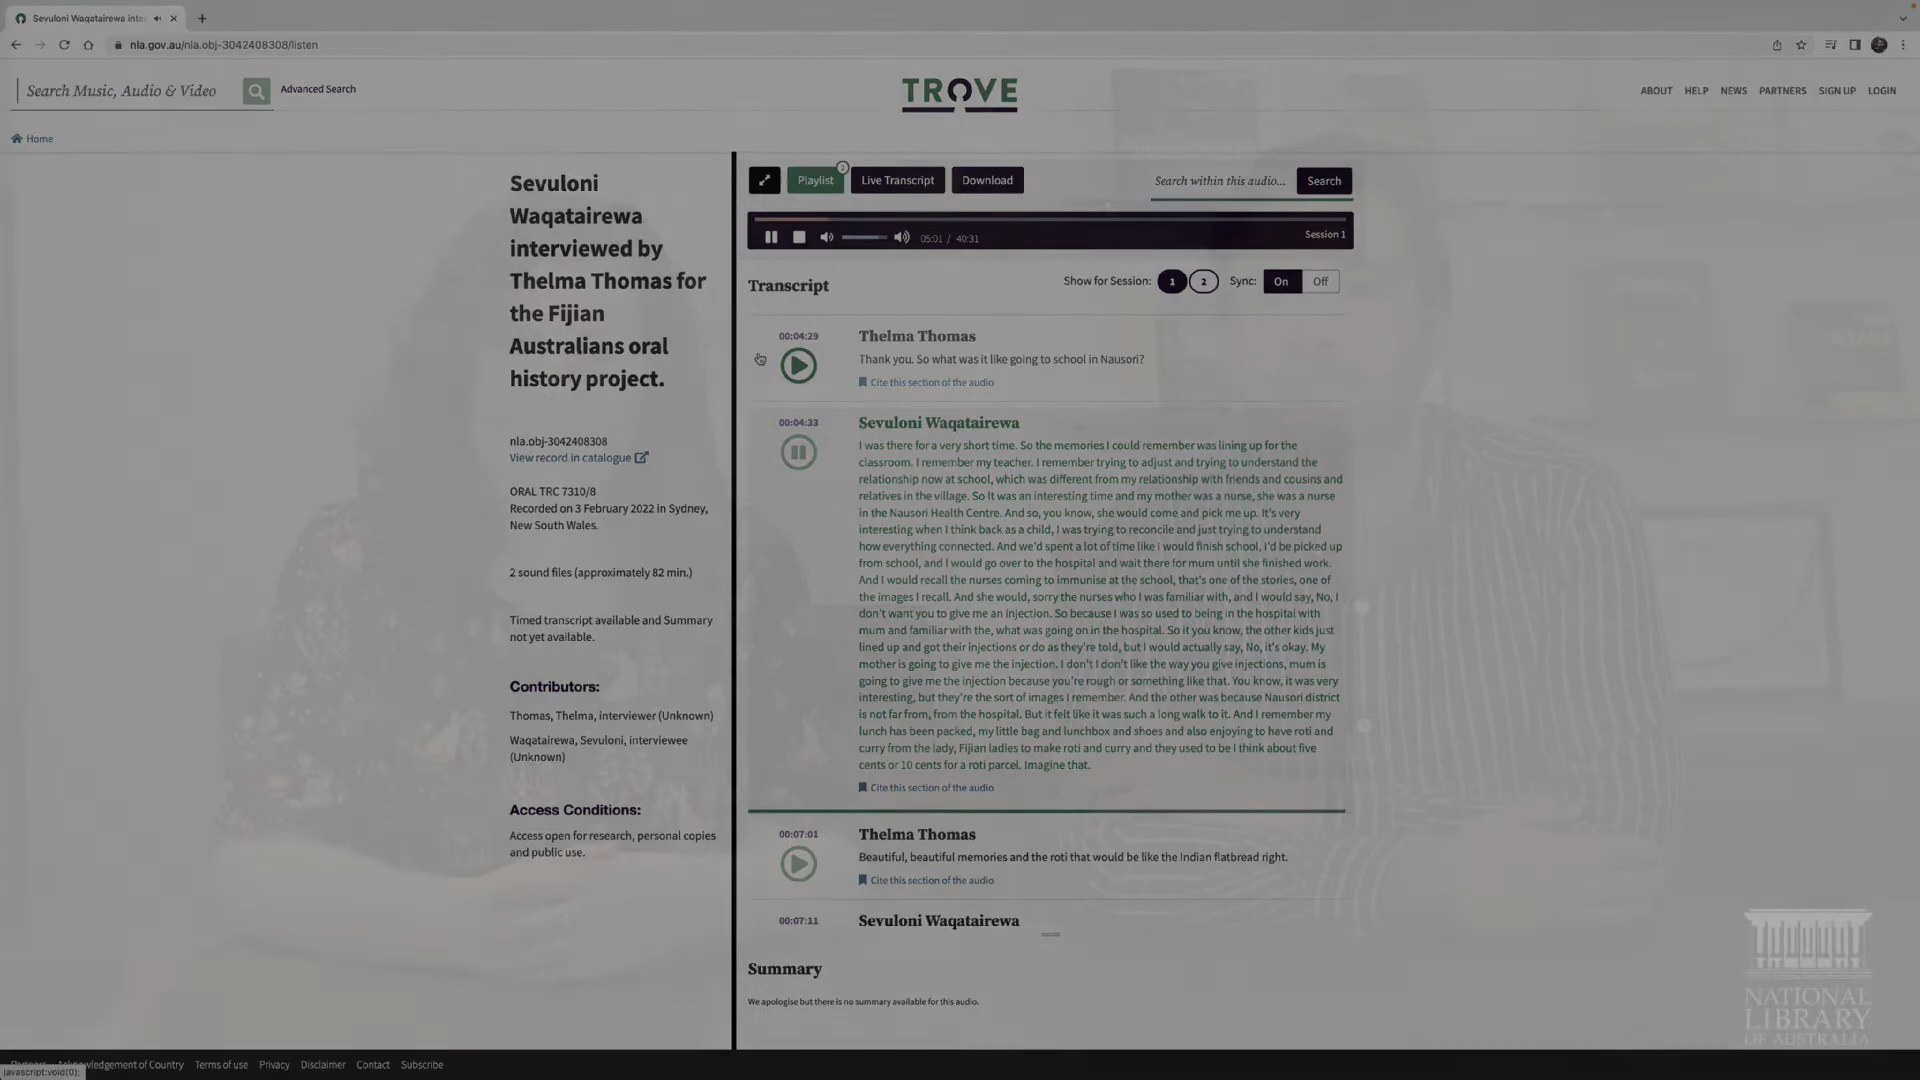 Sevuloni Waqatairewa inte
nla.gov.au/nla.obj-3042408308/listen
Search Music, Audio & Video
Advanced Search
TROVE
ABOUT HELP NEWS PARTNERS SIGN UP LOGIN
Home
Sevuloni
Waqatairewa
interviewed by
Thelma Thomas for
the Fijian
Australians oral
history project.
nla.obj-3042408308
View record in catalogue
ORAL TRC 7310/8
Recorded on 3 February 2022 in Sydney,
New South Wales.
2 sound files (approximately 82 min.)
Timed transcript available and Summary
not yet available.
Contributors:
Thomas, Thelma, interviewer (Unknown)
Waqatairewa, Sevuloni, interviewee
(Unknown)
Access Conditions:
Access open for research, personal copies
and public use.
Playlist 2 Live Transcript Download
Search within this audio... Search
05:01 / 40:31
Session 1
Transcript
Show for Session: 1 2 Sync: On Off
00:04:29
Thelma Thomas
Thank you. So what was it like going to school in Nausori?
Cite this section of the audio
00:04:33
Sevuloni Waqatairewa
I was there for a very short time. So the memories I could remember was lining up for the
classroom. I remember my teacher. I remember trying to adjust and trying to understand the
relationship now at school, which was different from my relationship with friends and cousins and
relatives in the village. So It was an interesting time and my mother was a nurse, she was a nurse
in the Nausori Health Centre. And so, you know, she would come and pick me up. It's very
interesting when I think back as a child, I was trying to reconcile and just trying to understand
how everything connected. And we'd spent a lot of time like I would finish school, I'd be picked up
from school, and I would go over to the hospital and wait there for mum until she finished work.
And I would recall the nurses coming to immunise at the school, that's one of the stories, one of
the images I recall. And she would, sorry the nurses who I was familiar with, and I would say, No, I
don't want you to give me an injection. So because I was so used to being in the hospital with
mum and familiar with the, what was going on in the hospital. So it you know, the other kids just
lined up and got their injections or do as they're told, but I would actually say, No, it's okay. My
mother is going to give me the injection. I don't I don't like the way you give injections, mum is
going to give me the injection because you're rough or something like that. You know, it was very
interesting, but they're the sort of images I remember. And the other was because Nausori district
is not far from, from the hospital. But it felt like it was such a long walk to it. And I remember my
lunch has been packed, my little bag and lunchbox and shoes and also enjoying to have roti and
curry from the lady, Fijian ladies to make roti and curry and they used to be I think about five
cents or 10 cents for a roti parcel. Imagine that.
Cite this section of the audio
00:07:01
Thelma Thomas
Beautiful, beautiful memories and the roti that would be like the Indian flatbread right.
Cite this section of the audio
00:07:11
Sevuloni Waqatairewa
Summary
We apologise but there is no summary available for this audio.
NATIONAL
LIBRARY
OF AUSTRALIA
Partners Acknowledgement of Country Terms of use Privacy Disclaimer Contact Subscribe
javascript:void(0);